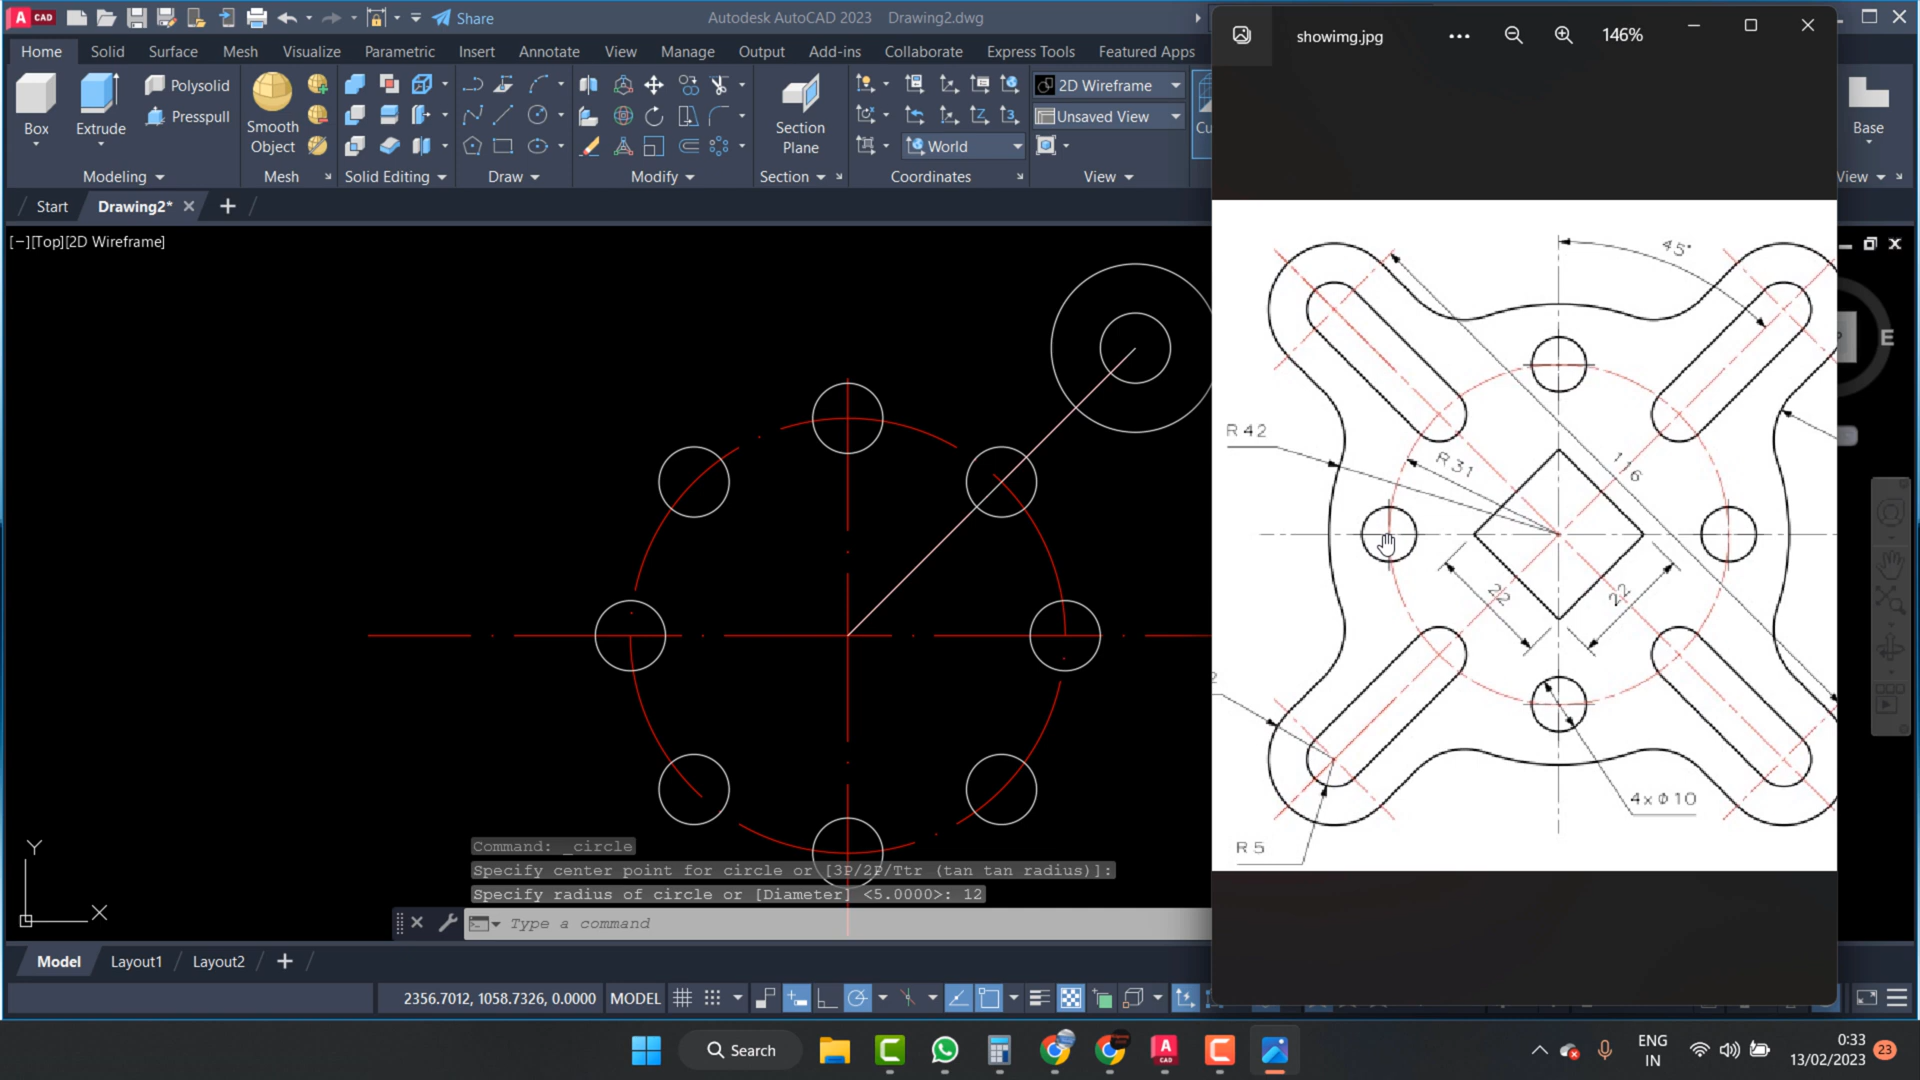 CAD
Share
Autodesk AutoCAD 2023 Drawing2.dwg
Home Solid Surface Mesh Visualize Parametric Insert Annotate View Manage Output Add-ins Collaborate Express Tools Featured Apps
Box
Extrude
Polysolid
Presspull
Smooth
Object
Section
Plane
World
2D Wireframe
Unsaved View
Base
Modeling Mesh Solid Editing Draw Modify Section Coordinates View
View
Start Drawing2*
[−][Top][2D Wireframe]
Y
X
Command: _circle
Specify center point for circle or [3P/2P/Ttr (tan tan radius)]:
Specify radius of circle or [Diameter] <5.0000>: 12
Type a command
Model Layout1 Layout2
2356.7012, 1058.7326, 0.0000 MODEL
showimg.jpg
146%
45°
R 42
R 31
116
22
22
2
4x Φ 10
R 5
E
Search
ENG
IN
0:33
13/02/2023
23